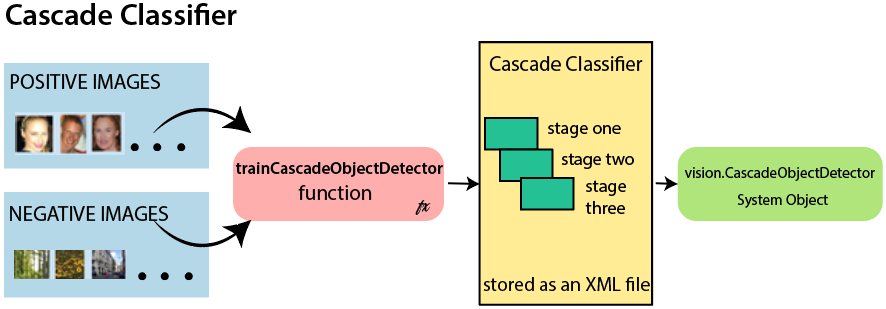 Cascade Classifier
POSITIVE IMAGES
NEGATIVE IMAGES
trainCascadeObjectDetector
function
fx
Cascade Classifier
stage one
stage two
stage
three
stored as an XML file
vision.CascadeObjectDetector
System Object